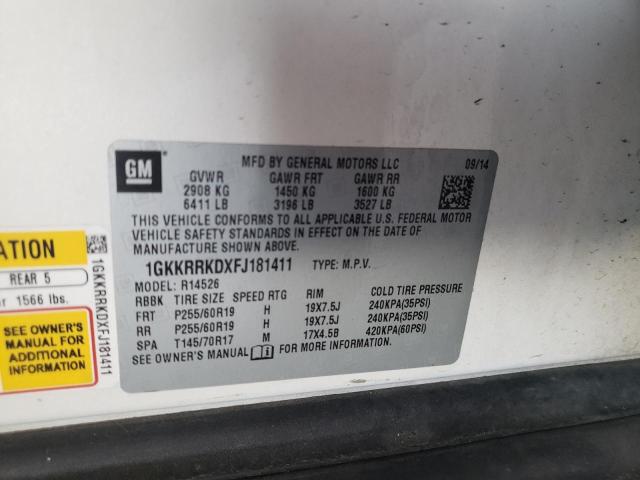 GM
MFD BY GENERAL MOTORS LLC 09/14
GVWR GAWR FRT GAWR RR
2908 KG 1450 KG 1600 KG
6411 LB 3196 LB 3527 LB
THIS VEHICLE CONFORMS TO ALL APPLICABLE U.S. FEDERAL MOTOR
VEHICLE SAFETY STANDARDS IN EFFECT ON THE DATE OF
MANUFACTURE SHOWN ABOVE.
1GKKRRKDXFJ181411 TYPE: M.P.V.
MODEL: R14526
RBBK TIRE SIZE SPEED RTG RIM COLD TIRE PRESSURE
FRT P255/60R19 H 19X7.5J 240KPA(35PSI)
RR P255/60R19 H 19X7.5J 240KPA(35PSI)
SPA T145/70R17 M 17X4.5B 420KPA(60PSI)
SEE OWNER'S MANUAL FOR MORE INFORMATION
REAR 5
1566 lbs.
SEE OWNER'S
MANUAL FOR
ADDITIONAL
INFORMATION
1GKKRRKDXFJ181411